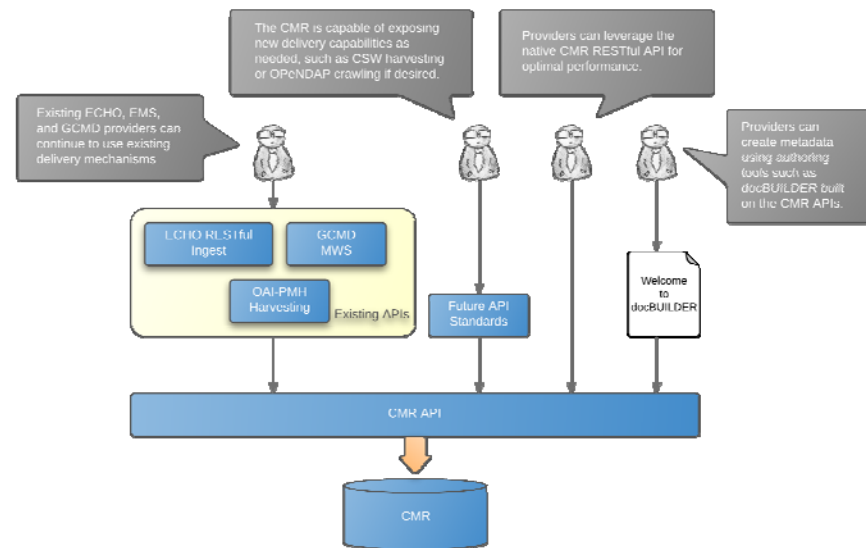 The CMR is capable of exposing
new delivery capabilities as
needed, such as CSW harvesting
or OPeNDAP crawling if desired.
Providers can leverage the
native CMR RESTful API for
optimal performance.
Existing ECHO, EMS,
and GCMD providers can
continue to use existing
delivery mechanisms
Providers can
create metadata
using authoring
tools such as
docBUILDER built
on the CMR APIs.
ECHO RESTful
Ingest
GCMD
MWS
OAI-PMH
Harvesting
Existing APIs
Future API
Standards
Welcome
to
docBUILDER
CMR API
CMR